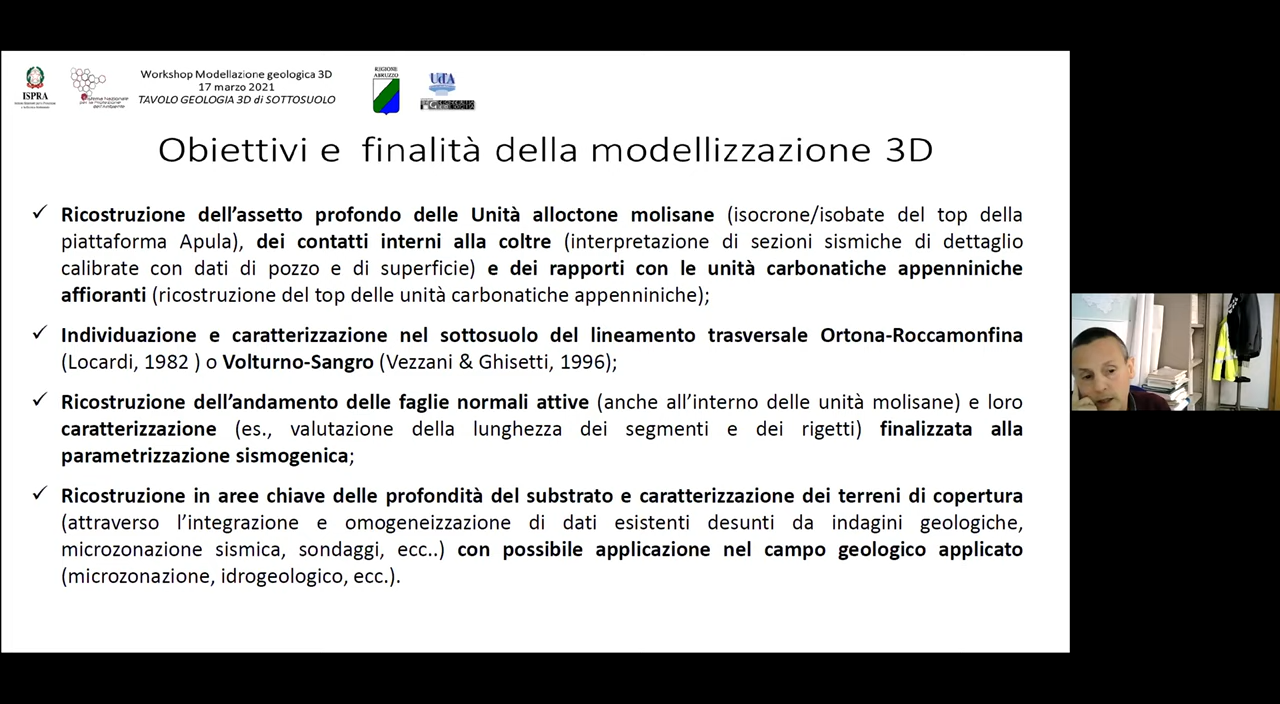 ISPRA
Workshop Modellazione geologica 3D
17 marzo 2021
TAVOLO GEOLOGIA 3D di SOTTOSUOLO
REGIONE
ABRUZZO
UdA
Obiettivi e finalità della modellizzazione 3D
✓ Ricostruzione dell’assetto profondo delle Unità alloctone molisane (isocrone/isobate del top della
piattaforma Apula), dei contatti interni alla coltre (interpretazione di sezioni sismiche di dettaglio
calibrate con dati di pozzo e di superficie) e dei rapporti con le unità carbonatiche appenniniche
affioranti (ricostruzione del top delle unità carbonatiche appenniniche);
✓ Individuazione e caratterizzazione nel sottosuolo del lineamento trasversale Ortona-Roccamonfina
(Locardi, 1982 ) o Volturno-Sangro (Vezzani & Ghisetti, 1996);
✓ Ricostruzione dell’andamento delle faglie normali attive (anche all’interno delle unità molisane) e loro
caratterizzazione (es., valutazione della lunghezza dei segmenti e dei rigetti) finalizzata alla
parametrizzazione sismogenica;
✓ Ricostruzione in aree chiave delle profondità del substrato e caratterizzazione dei terreni di copertura
(attraverso l’integrazione e omogeneizzazione di dati esistenti desunti da indagini geologiche,
microzonazione sismica, sondaggi, ecc..) con possibile applicazione nel campo geologico applicato
(microzonazione, idrogeologico, ecc.).